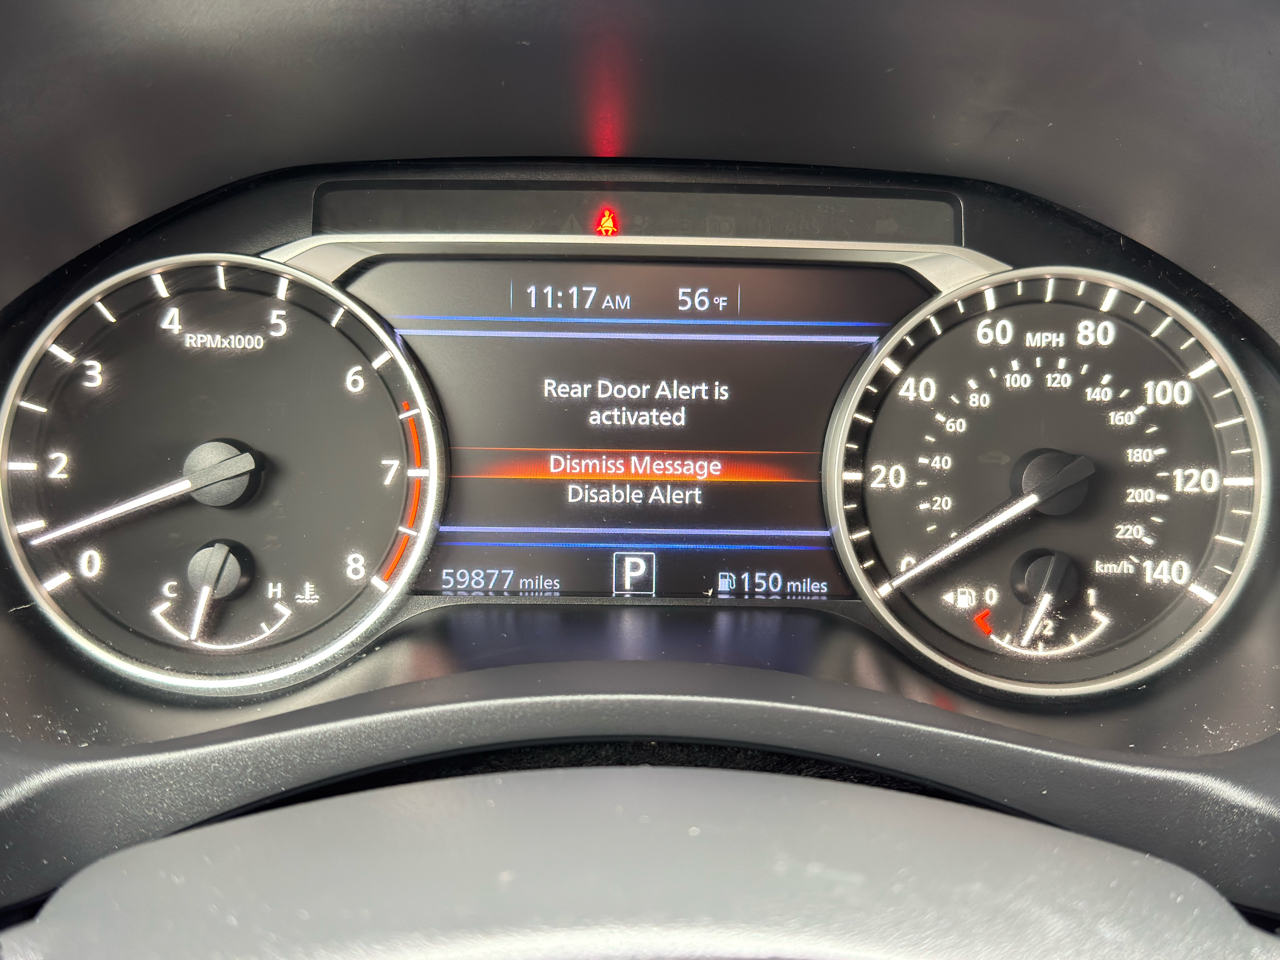 11:17 AM 56°F
Rear Door Alert is
activated
Dismiss Message
Disable Alert
59877 miles P 150 miles
RPMx1000
0
2
3
4
5
6
7
8
C H
MPH
0
20
40
60
80
100
120
140
km/h
20
40
60
80
100
120
140
160
180
200
220
0 1